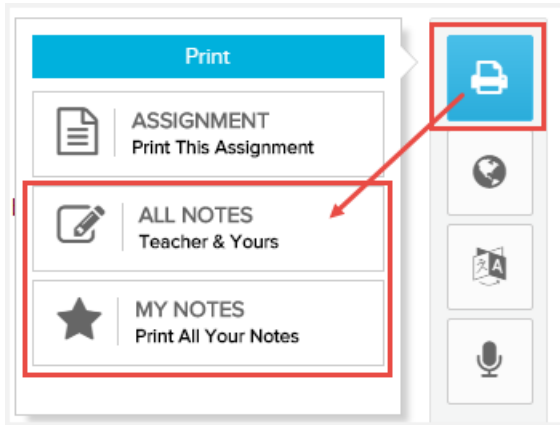 Print
ASSIGNMENT
Print This Assignment
ALL NOTES
Teacher & Yours
MY NOTES
Print All Your Notes
A